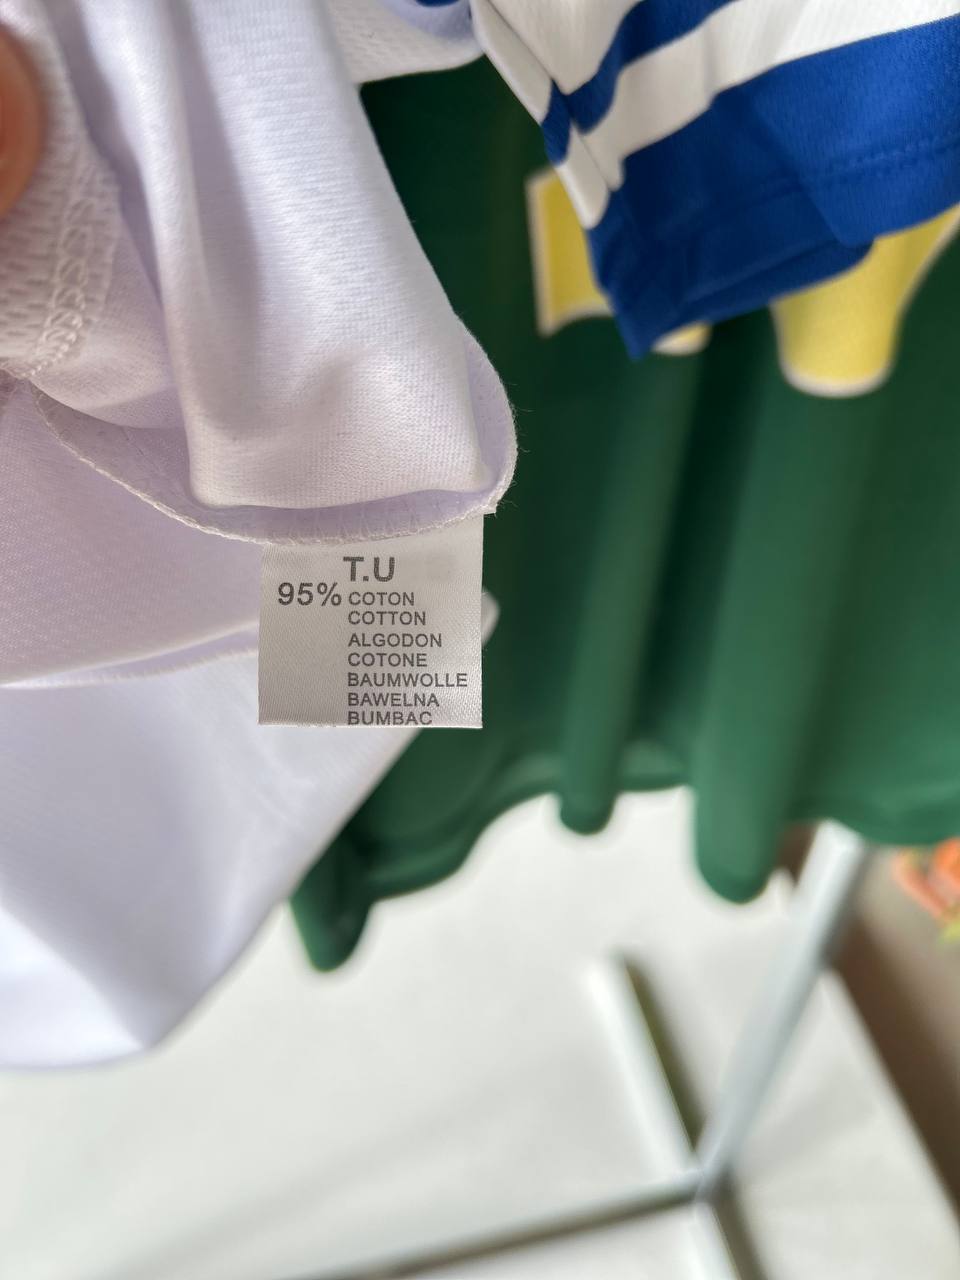 T.U
95% COTON
COTTON
ALGODON
COTONE
BAUMWOLLE
BAWELNA
BUMBAC